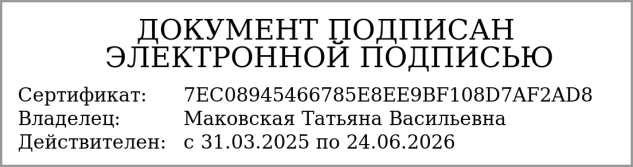 ДОКУМЕНТ ПОДПИСАН
ЭЛЕКТРОННОЙ ПОДПИСЬЮ
Сертификат: 7EC08945466785E8EE9BF108D7AF2AD8
Владелец: Маковская Татьяна Васильевна
Действителен: с 31.03.2025 по 24.06.2026